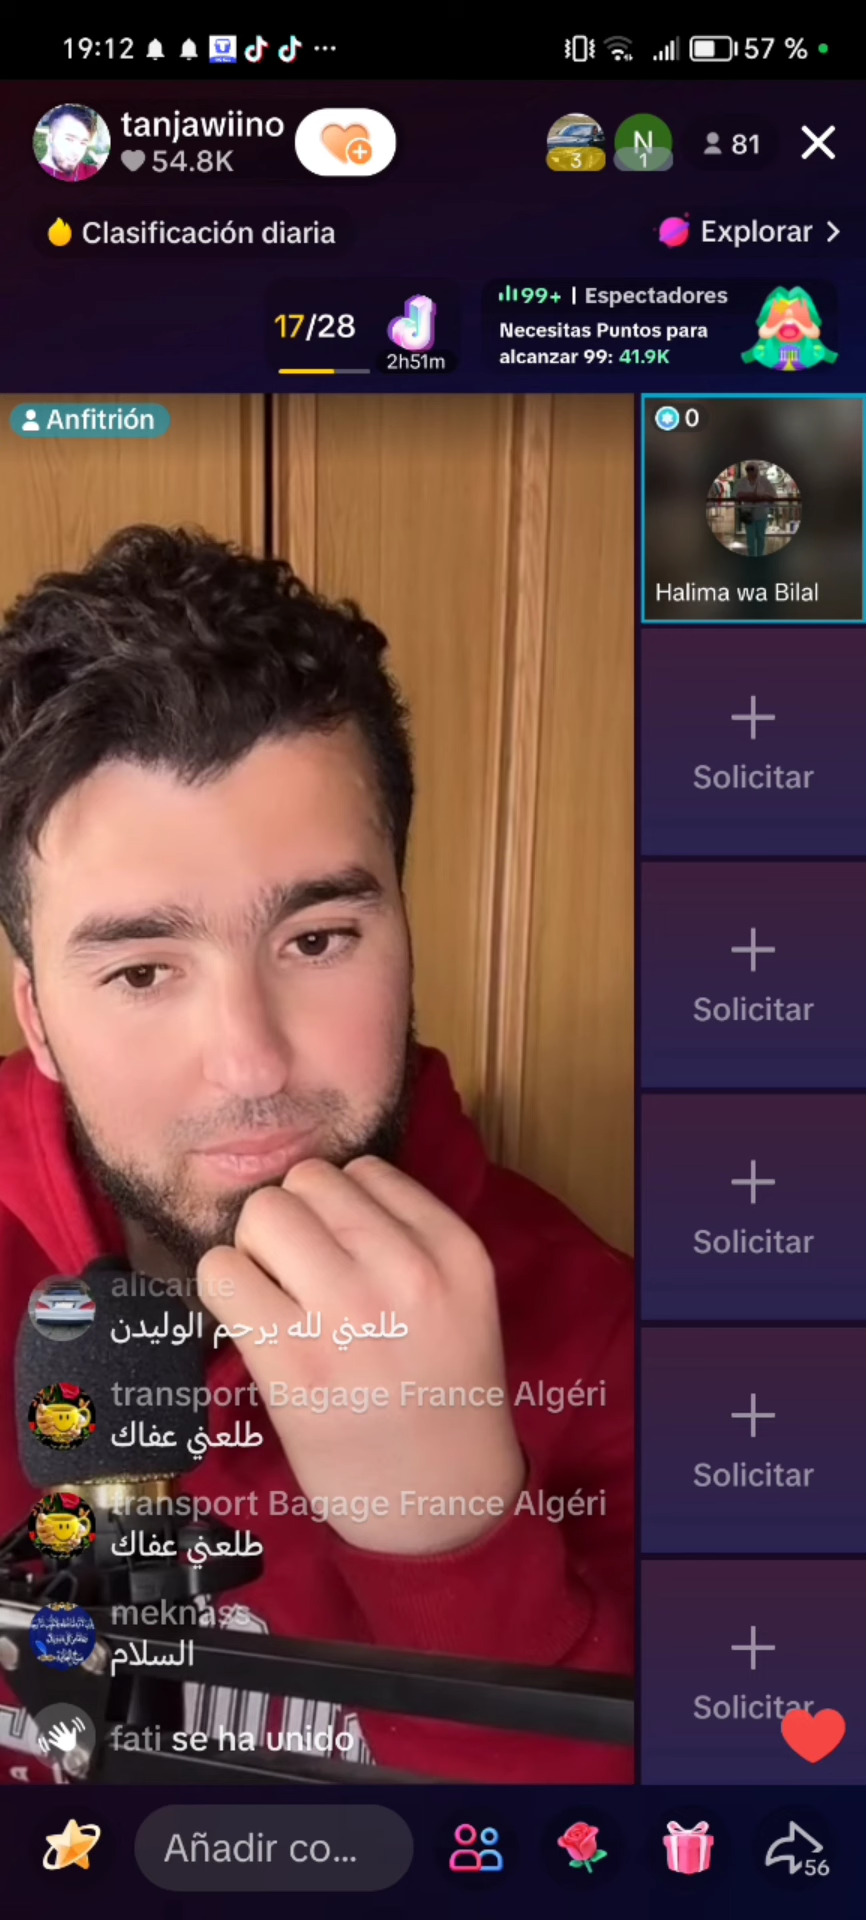 19:12
57 %
tanjawiino
54.8K
3
N
1
81
Clasificación diaria
Explorar
17/28
2h51m
99+ | Espectadores
Necesitas Puntos para
alcanzar 99: 41.9K
Anfitrión
0
Halima wa Bilal
Solicitar
Solicitar
Solicitar
Solicitar
Solicitar
alicante
طلعني لله يرحم الوليدن
transport Bagage France Algéri
طلعني عفاك
transport Bagage France Algéri
طلعني عفاك
meknass
السلام
fati se ha unido
Añadir co...
56